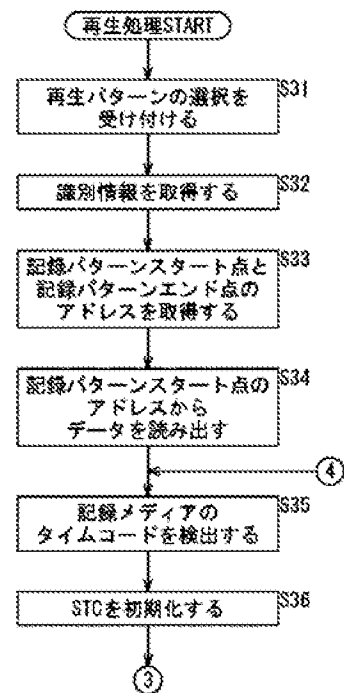 再生処理START
再生パターンの選択を
受け付ける
S31
識別情報を取得する
S32
記録パターンスタート点と
記録パターンエンド点の
アドレスを取得する
S33
記録パターンスタート点の
アドレスから
データを読み出す
S34
④
記録メディアの
タイムコードを検出する
S35
STCを初期化する
S36
③